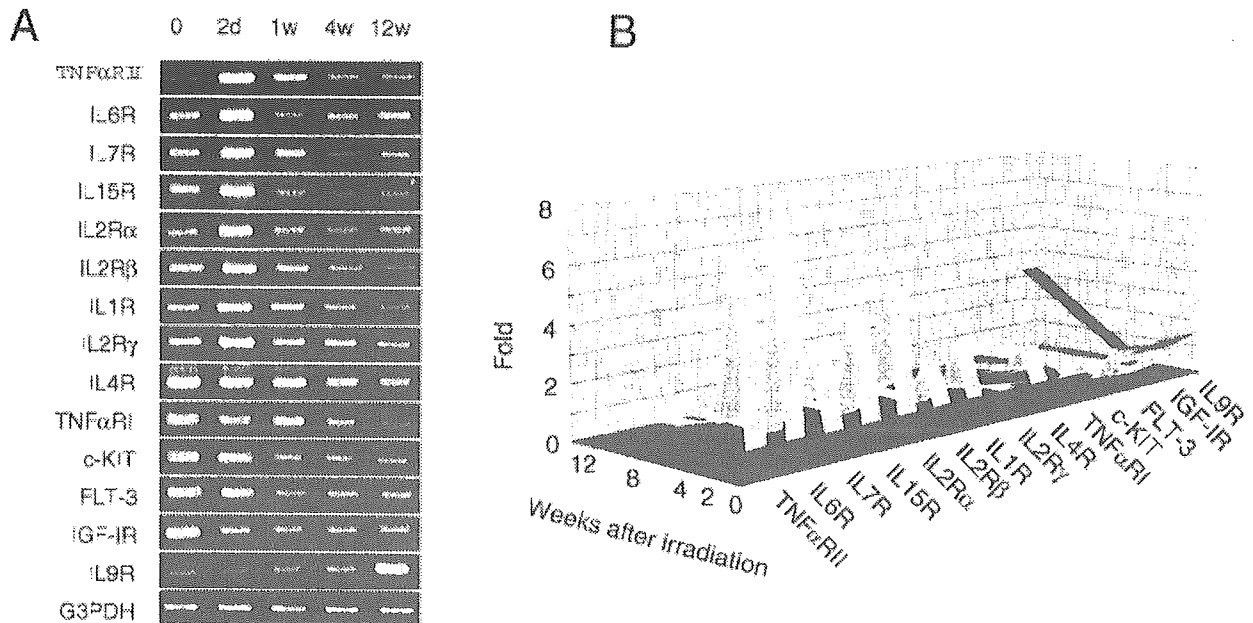 A
0 2d 1w 4w 12w
TNFαRII
IL6R
IL7R
IL15R
IL2Rα
IL2Rβ
IL1R
IL2Rγ
IL4R
TNFαRI
c-KIT
FLT-3
IGF-IR
IL9R
G3PDH
B
Fold
8
6
4
2
0
12 8 4 2 0
Weeks after irradiation
TNFαRII
IL6R
IL7R
IL15R
IL2Rα
IL2Rβ
IL1R
IL2Rγ
IL4R
TNFαRI
c-KIT
FLT-3
IGF-IR
IL9R